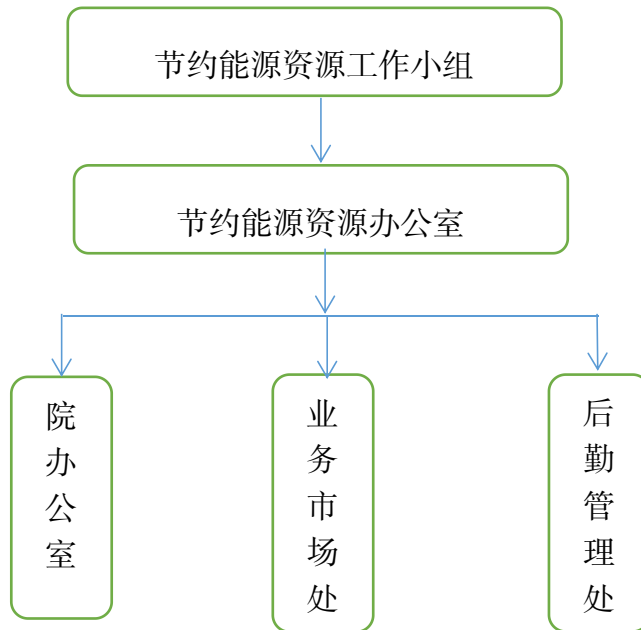 节约能源资源工作小组
节约能源资源办公室
院办公室
业务市场处
后勤管理处